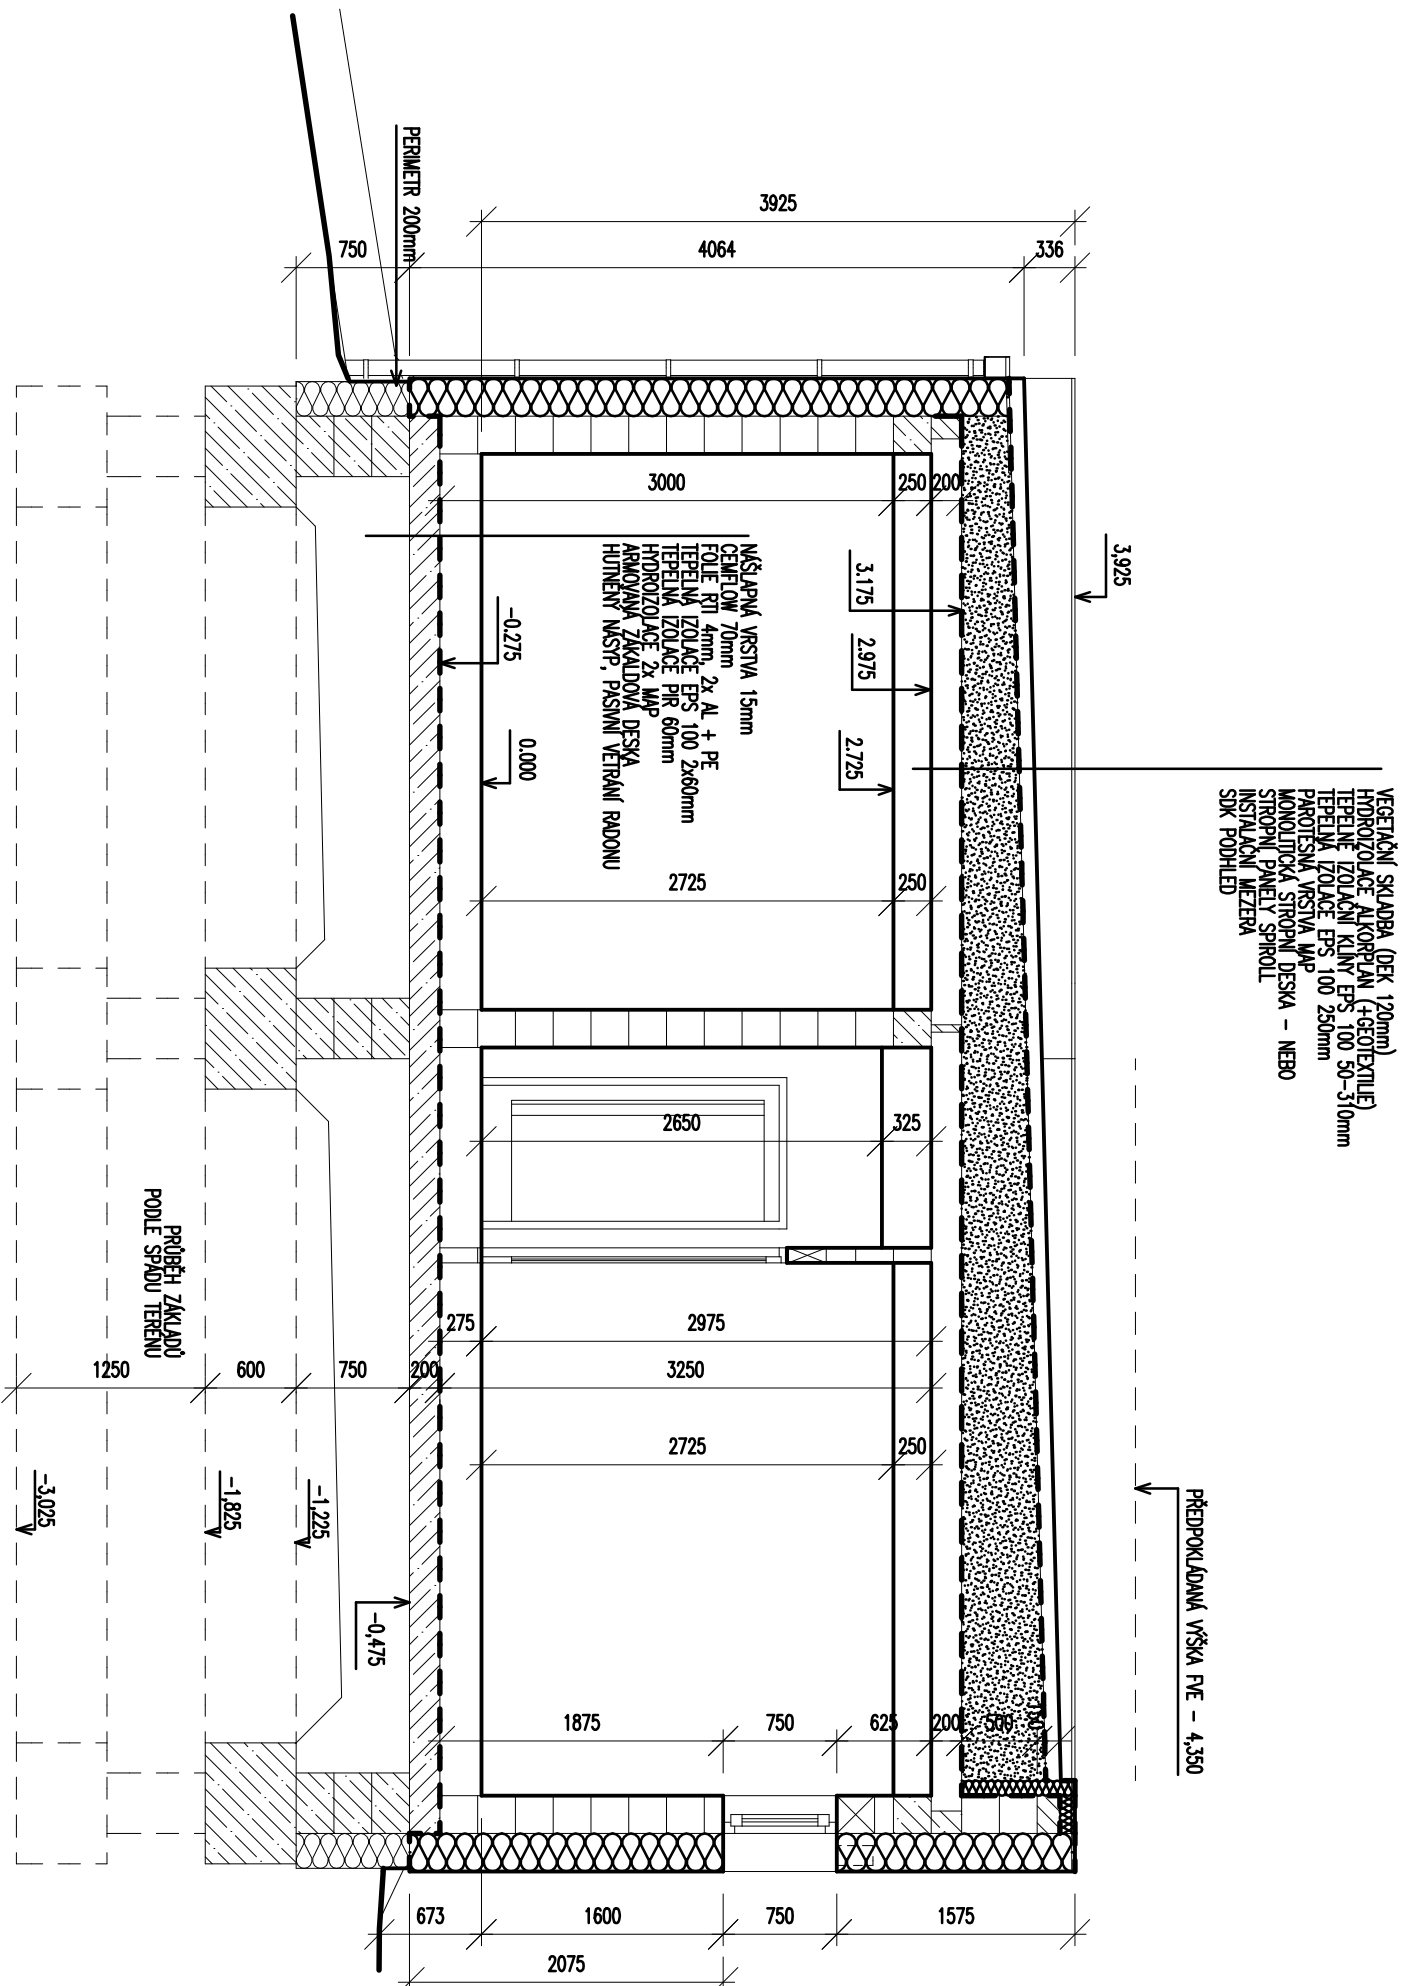 VEGETAČNÍ SKLADBA (DEK 120mm)
HYDROIZOLACE ALKORPLAN (+GEOTEXTILIE)
TEPELNĚ IZOLAČNÍ KLÍNY EPS 100 50-310mm
TEPELNÁ IZOLACE EPS 100 250mm
PAROTĚSNÁ VRSTVA MAP
MONOLITICKÁ STROPNÍ DESKA - NEBO
STROPNÍ PANELY SPIROLL
INSTALAČNÍ MEZERA
SDK PODHLED
PŘEDPOKLÁDANÁ VÝŠKA FVE - 4,350
3,925
3.175
2.975
2.725
NÁŠLAPNÁ VRSTVA 15mm
CEMFLOW 70mm
FOLIE RTI 4mm, 2x AL + PE
TEPELNÁ IZOLACE EPS 100 2x60mm
TEPELNÁ IZOLACE PIR 60mm
HYDROIZOLACE 2x MAP
ARMOVANÁ ZÁKALDOVÁ DESKA
HUTNĚNÝ NÁSYP, PASIVNÍ VĚTRÁNÍ RADONU
0.000
-0.275
-0,475
-1,225
-1,825
-3,025
PERIMETR 200mm
PRŮBĚH ZÁKLADŮ
PODLE SPÁDU TERÉNU
3925
750
4064
336
3000
250
200
2725
250
2650
325
275
2975
1250
600
750
200
3250
2725
250
1875
750
625
200
500
150
673
1600
750
1575
2075